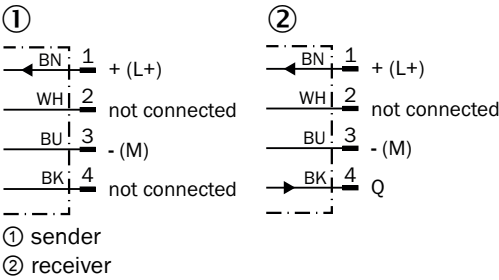 ① ②
BN 1 + (L+) BN 1 + (L+)
WH 2 not connected WH 2 not connected
BU 3 - (M) BU 3 - (M)
BK 4 not connected BK 4 Q
① sender
② receiver